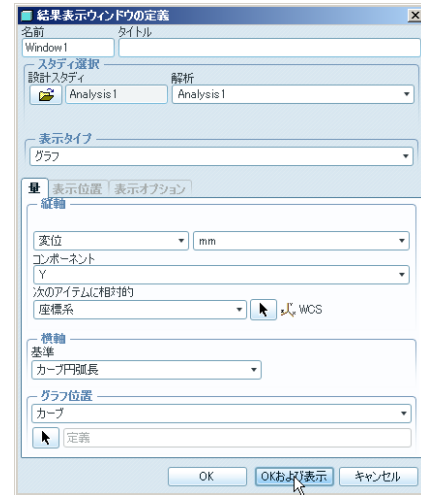 結果表示ウィンドウの定義
名前 タイトル
Window1
スタディ選択
設計スタディ 解析
Analysis1 Analysis1
表示タイプ
グラフ
量 表示位置 表示オプション
縦軸
変位 mm
コンポーネント
Y
次のアイテムに相対的
座標系 WCS
横軸
基準
カーブ円弧長
グラフ位置
カーブ
定義
OK OKおよび表示 キャンセル